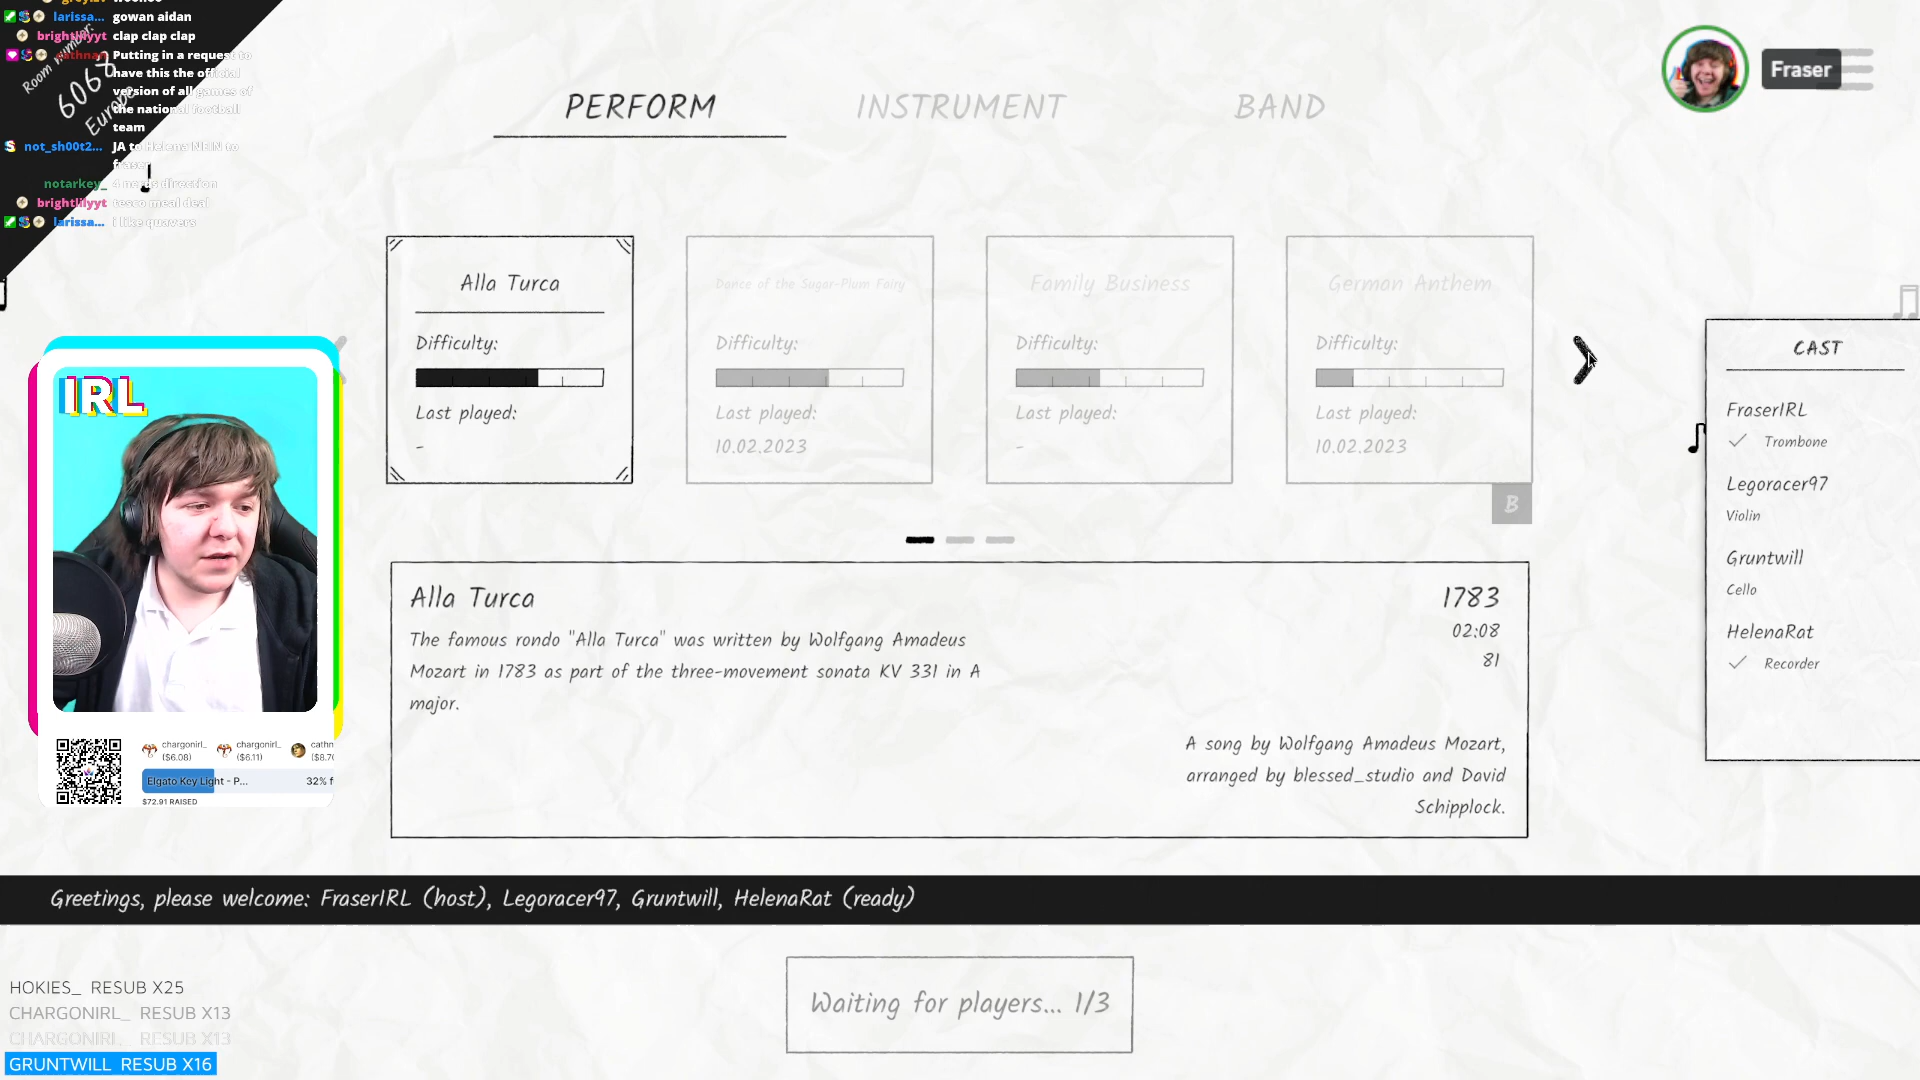 larissa... gowan aidan
brightlilyyt clap clap clap
Putting in a request to
have this the official
version of all games of
the national football
team
not_sh00t2... JA to Helena NEIN to
fraser
notarkey_ 4 nerds direction
brightlilyyt tesco meal deal
larissa... i like quavers
Room number:
6068
Europe
PERFORM
INSTRUMENT
BAND
Fraser
Alla Turca
Difficulty:
Last played:
-
Dance of the Sugar-Plum Fairy
Difficulty:
Last played:
10.02.2023
Family Business
Difficulty:
Last played:
-
German Anthem
Difficulty:
Last played:
10.02.2023
B
CAST
FraserIRL
Trombone
Legoracer97
Violin
Gruntwill
Cello
HelenaRat
Recorder
IRL
chargonirl_
($6.08)
chargonirl_
($6.11)
cathn
($8.70
Elgato Key Light - P...
32% f
$72.91 RAISED
Alla Turca
The famous rondo "Alla Turca" was written by Wolfgang Amadeus
Mozart in 1783 as part of the three-movement sonata KV 331 in A
major.
1783
02:08
81
A song by Wolfgang Amadeus Mozart,
arranged by blessed_studio and David
Schipplock.
Greetings, please welcome: FraserIRL (host), Legoracer97, Gruntwill, HelenaRat (ready)
Waiting for players... 1/3
HOKIES_ RESUB X25
CHARGONIRL_ RESUB X13
CHARGONIRL_ RESUB X13
GRUNTWILL RESUB X16